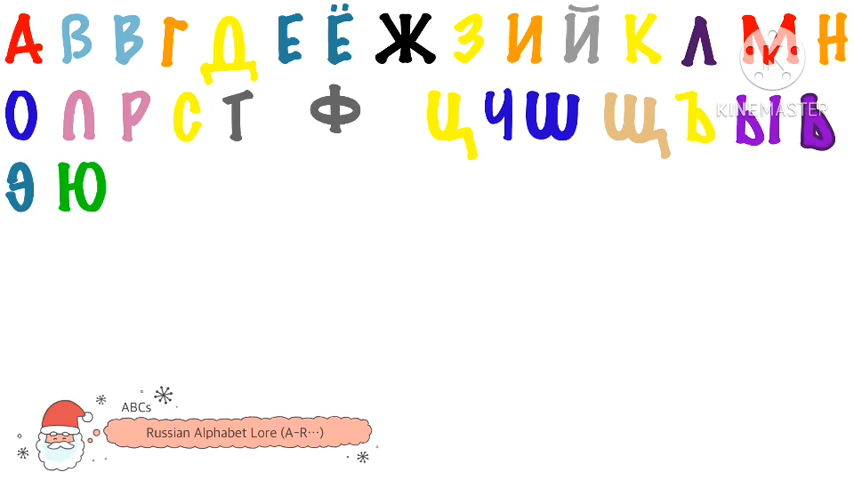 А В В Г Д Е Ё Ж З И Й К Л М Н
О П Р С Т Ф Ц Ч Ш Щ Ъ Ы Ь
Э Ю
K
KINEMASTER
ABCs
Russian Alphabet Lore (A-R…)